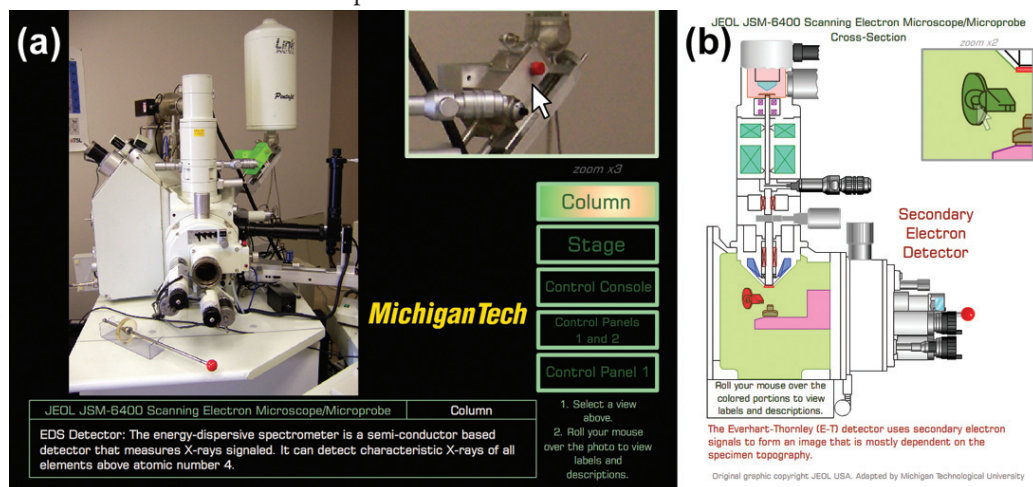 (a)
Link
ANALYTICAL
Pentafet
zoom x3
Column
Stage
Control Console
Control Panels
1 and 2
Control Panel 1
MichiganTech
JEOL JSM-6400 Scanning Electron Microscope/Microprobe
Column
EDS Detector: The energy-dispersive spectrometer is a semi-conductor based
detector that measures X-rays signaled. It can detect characteristic X-rays of all
elements above atomic number 4.
1. Select a view
above.
2. Roll your mouse
over the photo to view
labels and
descriptions.
(b)
JEOL JSM-6400 Scanning Electron Microscope/Microprobe
Cross-Section
zoom x2
Secondary
Electron
Detector
Roll your mouse over the
colored portions to view
labels and descriptions.
The Everhart-Thornley (E-T) detector uses secondary electron
signals to form an image that is mostly dependent on the
specimen topography.
Original graphic copyright JEOL USA. Adapted by Michigan Technological University